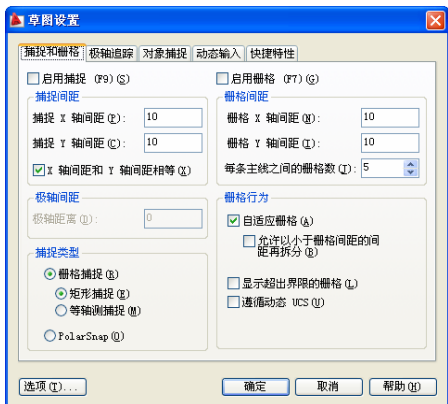 草图设置
捕捉和栅格 极轴追踪 对象捕捉 动态输入 快捷特性
启用捕捉 (F9)(S)
启用栅格 (F7)(G)
捕捉间距
捕捉 X 轴间距(P): 10
捕捉 Y 轴间距(C): 10
X 轴间距和 Y 轴间距相等(X)
栅格间距
栅格 X 轴间距(N): 10
栅格 Y 轴间距(I): 10
每条主线之间的栅格数(J): 5
极轴间距
极轴距离(D): 0
捕捉类型
栅格捕捉(R)
矩形捕捉(E)
等轴测捕捉(M)
PolarSnap(O)
栅格行为
自适应栅格(A)
允许以小于栅格间距的间
距再拆分(B)
显示超出界限的栅格(L)
遵循动态 UCS(U)
选项(T)... 确定 取消 帮助(H)